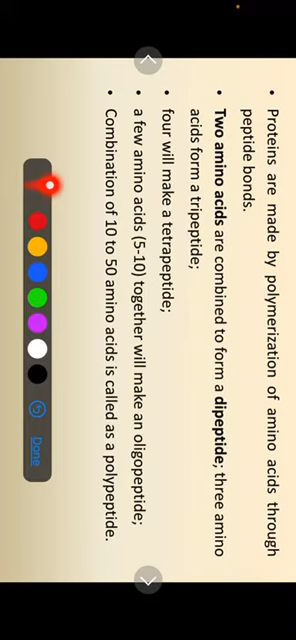 • Proteins are made by polymerization of amino acids through
peptide bonds.
• Two amino acids are combined to form a dipeptide; three amino
acids form a tripeptide;
• four will make a tetrapeptide;
• a few amino acids (5-10) together will make an oligopeptide;
• Combination of 10 to 50 amino acids is called as a polypeptide.
Done